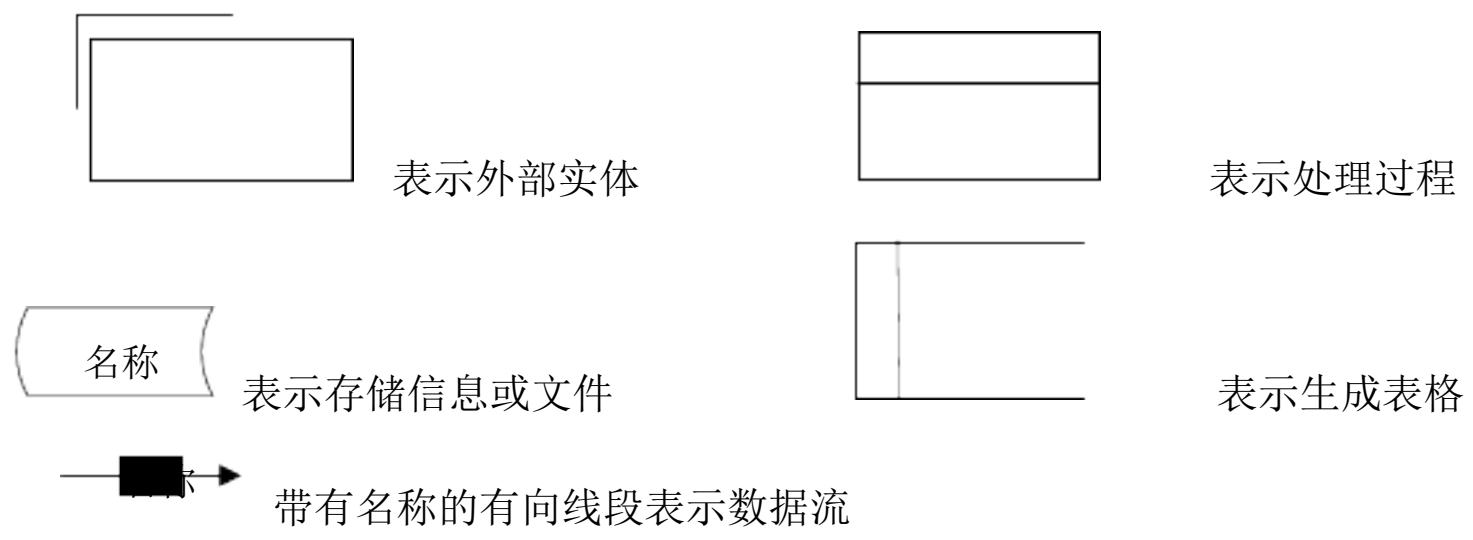 表示外部实体
表示处理过程
名称
表示存储信息或文件
表示生成表格
带有名称的有向线段表示数据流